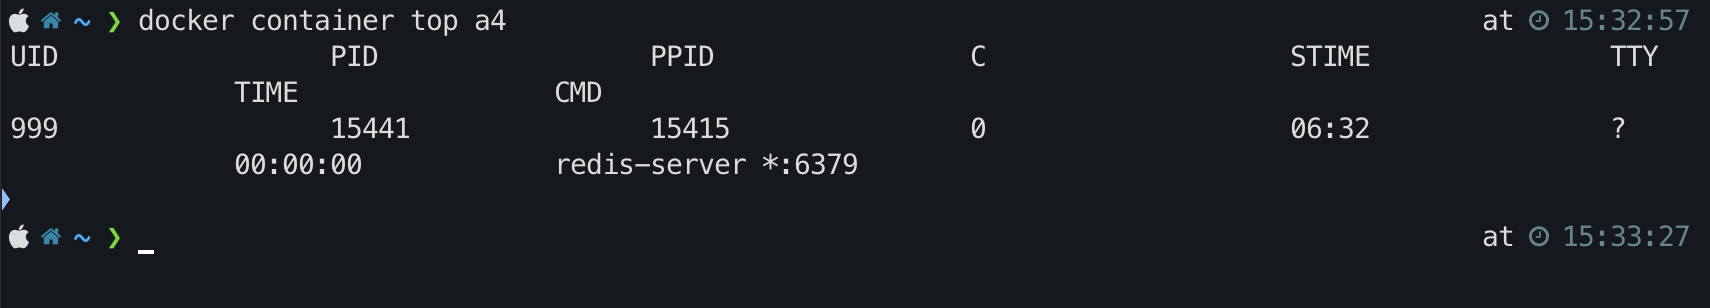 ~ ❯ docker container top a4 at 15:32:57
UID PID PPID C STIME TTY
TIME CMD
999 15441 15415 0 06:32 ?
00:00:00 redis-server *:6379
~ ❯ _ at 15:33:27